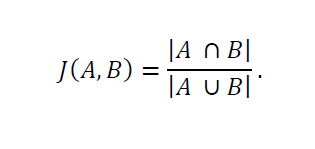 J(A, B) = |A ∩ B| / |A ∪ B| .